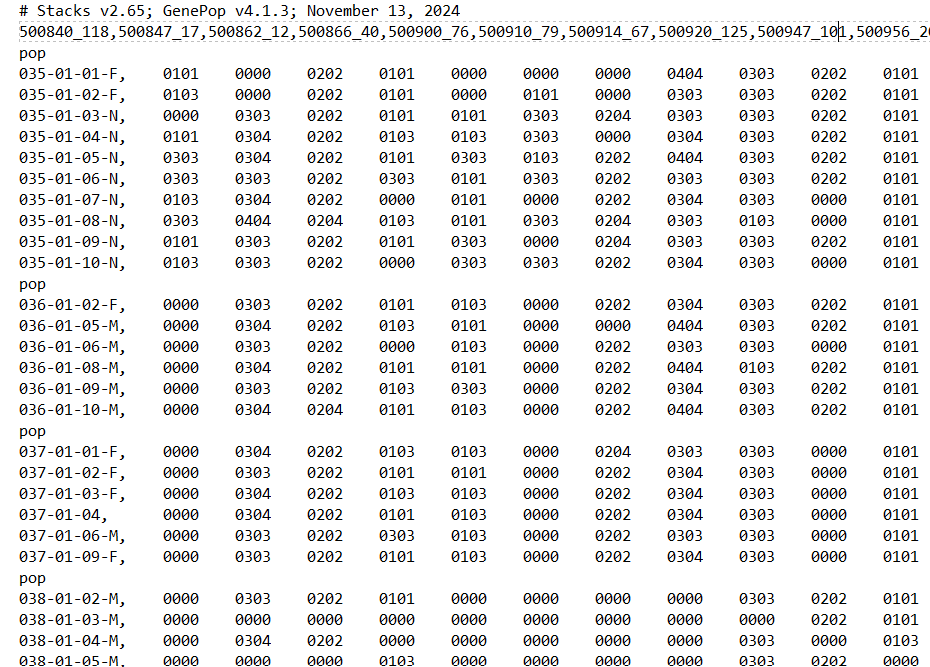 # Stacks v2.65; GenePop v4.1.3; November 13, 2024
500840_118,500847_17,500862_12,500866_40,500900_76,500910_79,500914_67,500920_125,500947_101,500956_20
pop
035-01-01-F, 0101 0000 0202 0101 0000 0000 0000 0404 0303 0202 0101
035-01-02-F, 0103 0000 0202 0101 0000 0101 0000 0303 0303 0202 0101
035-01-03-N, 0000 0303 0202 0101 0101 0303 0204 0303 0303 0202 0101
035-01-04-N, 0101 0304 0202 0103 0103 0303 0000 0304 0303 0202 0101
035-01-05-N, 0303 0304 0202 0101 0303 0103 0202 0404 0303 0202 0101
035-01-06-N, 0303 0303 0202 0303 0101 0303 0202 0303 0303 0202 0101
035-01-07-N, 0103 0304 0202 0000 0101 0000 0202 0304 0303 0000 0101
035-01-08-N, 0303 0404 0204 0103 0101 0303 0204 0303 0103 0000 0101
035-01-09-N, 0101 0303 0202 0101 0303 0000 0204 0303 0303 0202 0101
035-01-10-N, 0103 0303 0202 0000 0303 0303 0202 0304 0303 0000 0101
pop
036-01-02-F, 0000 0303 0202 0101 0103 0000 0202 0304 0303 0202 0101
036-01-05-M, 0000 0304 0202 0103 0101 0000 0000 0404 0303 0202 0101
036-01-06-M, 0000 0303 0202 0000 0103 0000 0202 0303 0303 0202 0101
036-01-08-M, 0000 0304 0202 0101 0101 0000 0202 0404 0103 0202 0101
036-01-09-M, 0000 0303 0202 0103 0303 0000 0202 0304 0303 0202 0101
036-01-10-M, 0000 0304 0204 0101 0103 0000 0202 0404 0303 0202 0101
pop
037-01-01-F, 0000 0304 0202 0103 0103 0000 0204 0303 0303 0000 0101
037-01-02-F, 0000 0303 0202 0101 0101 0000 0202 0304 0303 0000 0101
037-01-03-F, 0000 0304 0202 0103 0103 0000 0202 0304 0303 0000 0101
037-01-04, 0000 0304 0202 0101 0103 0000 0202 0304 0303 0000 0101
037-01-06-M, 0000 0303 0202 0303 0103 0000 0202 0303 0303 0000 0101
037-01-09-F, 0000 0303 0202 0101 0103 0000 0202 0304 0303 0000 0101
pop
038-01-02-M, 0000 0303 0202 0101 0000 0000 0000 0000 0303 0202 0101
038-01-03-M, 0000 0000 0000 0000 0000 0000 0000 0000 0000 0202 0101
038-01-04-M, 0000 0304 0202 0000 0000 0000 0000 0000 0303 0000 0103
038-01-05-M, 0000 0000 0000 0103 0000 0000 0000 0000 0303 0202 0000